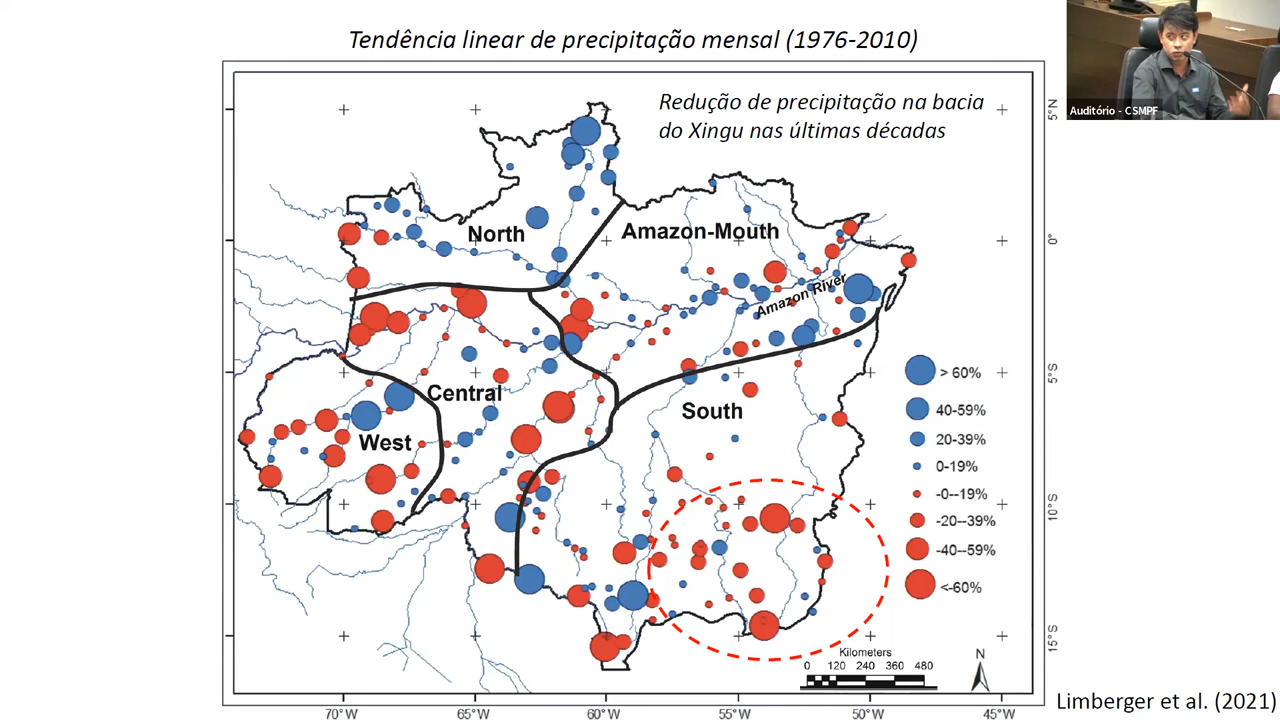 Tendência linear de precipitação mensal (1976-2010)
Auditório - CSMPF
Redução de precipitação na bacia
do Xingu nas últimas décadas
5°N
0°
5°S
10°S
15°S
North
Amazon-Mouth
Amazon River
Central
South
West
> 60%
40-59%
20-39%
0-19%
-0--19%
-20--39%
-40--59%
<-60%
Kilometers
0 120 240 360 480
N
70°W 65°W 60°W 55°W 50°W 45°W
Limberger et al. (2021)